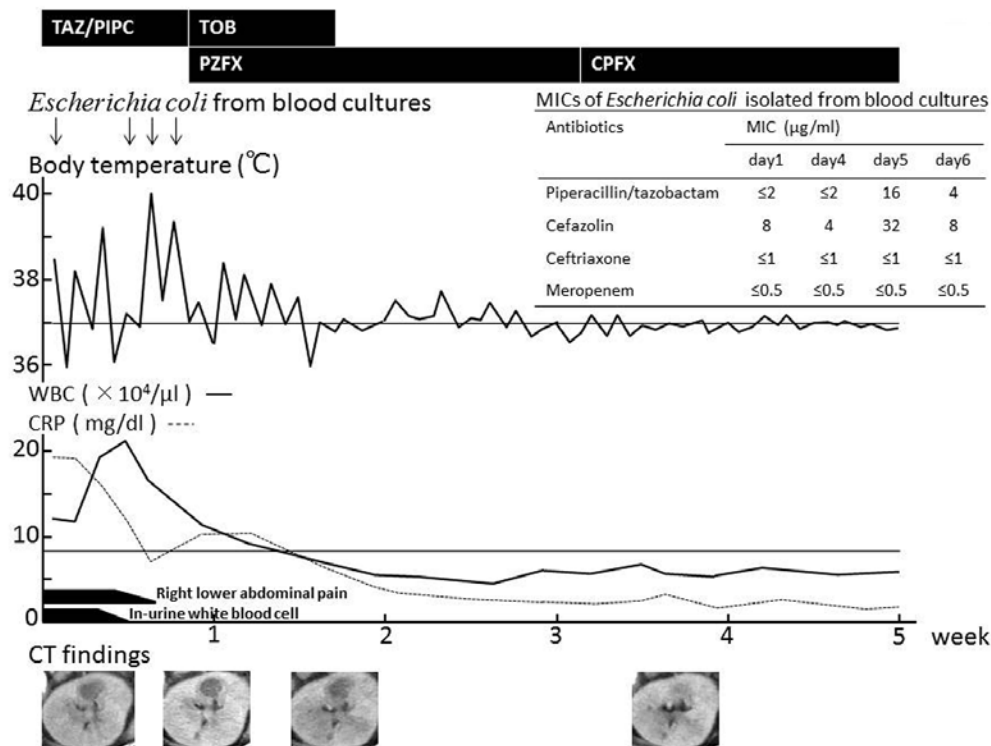 TAZ/PIPC TOB
PZFX CPFX
Escherichia coli from blood cultures
MICs of Escherichia coli isolated from blood cultures
Antibiotics MIC (μg/ml)
day1 day4 day5 day6
Piperacillin/tazobactam ≤2 ≤2 16 4
Cefazolin 8 4 32 8
Ceftriaxone ≤1 ≤1 ≤1 ≤1
Meropenem ≤0.5 ≤0.5 ≤0.5 ≤0.5
Body temperature (℃)
40
38
36
WBC ( ×10⁴/μl )
CRP ( mg/dl )
20
10
Right lower abdominal pain
In-urine white blood cell
0 1 2 3 4 5 week
CT findings